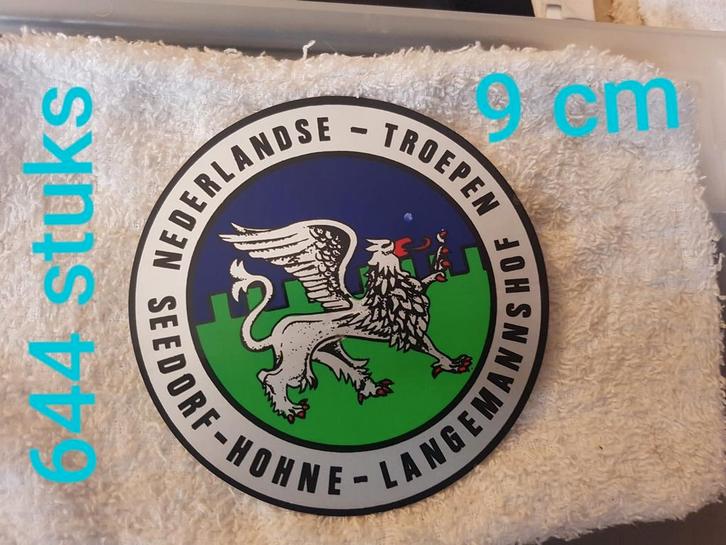 9 cm
644 stuks
NEDERLANDSE - TROEPEN
SEEDORF-HOHNE-LANGEMANNSHOF